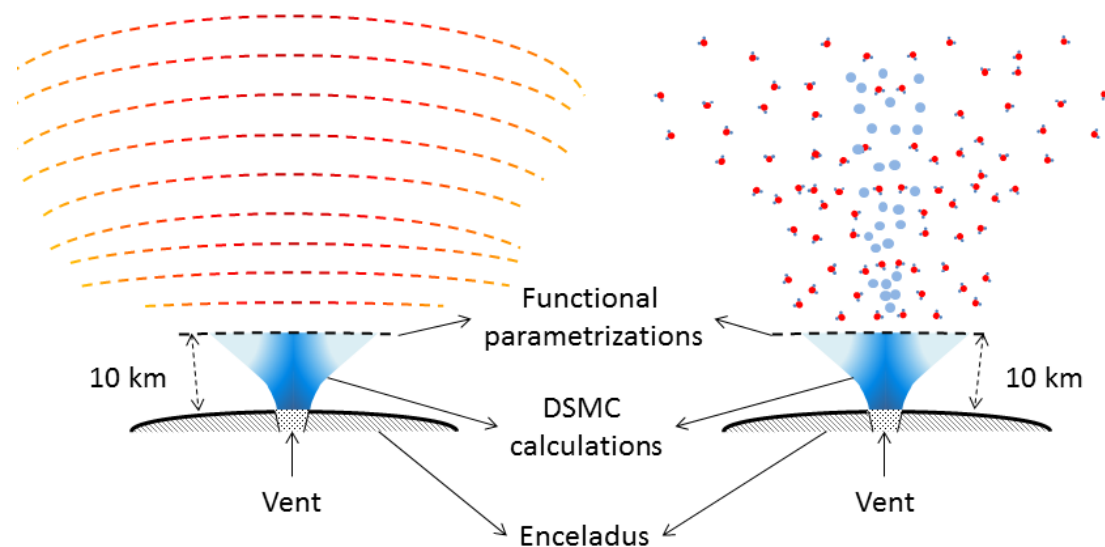 Functional
parametrizations
10 km
10 km
DSMC
calculations
Vent
Vent
Enceladus